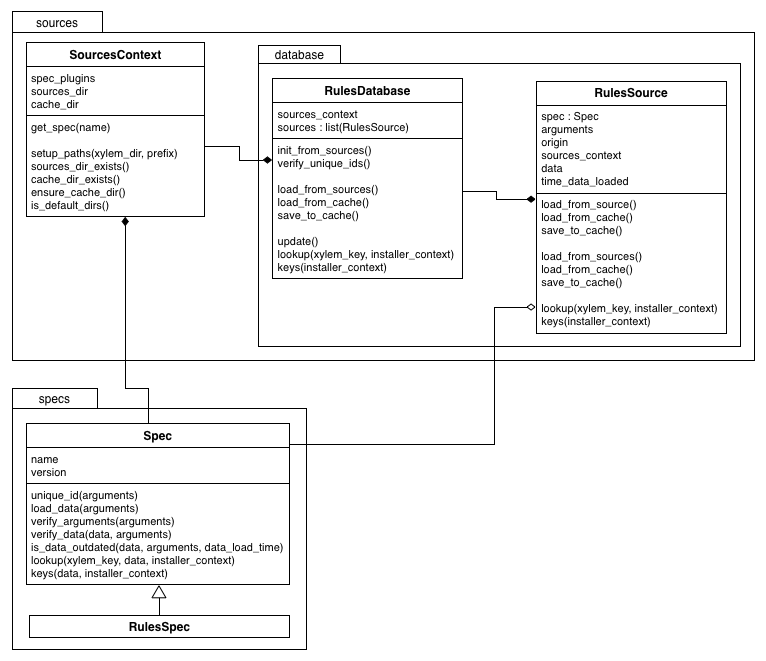 sources
SourcesContext
spec_plugins
sources_dir
cache_dir
get_spec(name)
setup_paths(xylem_dir, prefix)
sources_dir_exists()
cache_dir_exists()
ensure_cache_dir()
is_default_dirs()
database
RulesDatabase
sources_context
sources : list(RulesSource)
init_from_sources()
verify_unique_ids()
load_from_sources()
load_from_cache()
save_to_cache()
update()
lookup(xylem_key, installer_context)
keys(installer_context)
RulesSource
spec : Spec
arguments
origin
sources_context
data
time_data_loaded
load_from_source()
load_from_cache()
save_to_cache()
load_from_sources()
load_from_cache()
save_to_cache()
lookup(xylem_key, installer_context)
keys(installer_context)
specs
Spec
name
version
unique_id(arguments)
load_data(arguments)
verify_arguments(arguments)
verify_data(data, arguments)
is_data_outdated(data, arguments, data_load_time)
lookup(xylem_key, data, installer_context)
keys(data, installer_context)
RulesSpec